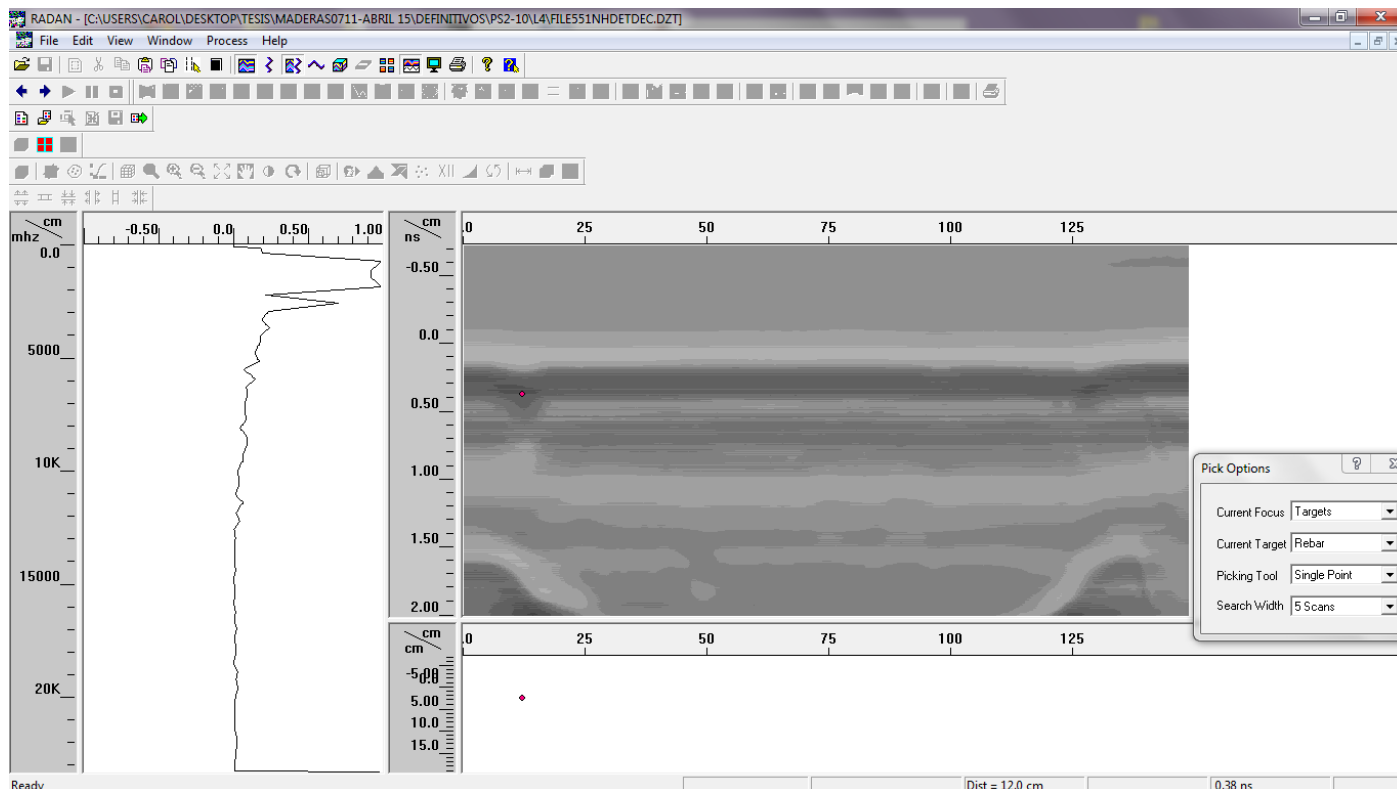 RADAN - [C:\USERS\CAROL\DESKTOP\TESIS\MADERAS0711-ABRIL 15\DEFINITIVOS\PS2-10\L4\FILE551NHDETDEC.DZT]
File Edit View Window Process Help
XII
cm
mhz
-0.50 0.0 0.50 1.00
cm
ns
.0 25 50 75 100 125
0.0
5000
10K
15000
20K
-0.50
0.0
0.50
1.00
1.50
2.00
Pick Options
Current Focus Targets
Current Target Rebar
Picking Tool Single Point
Search Width 5 Scans
cm
cm
.0 25 50 75 100 125
5.00
10.0
15.0
Ready Dist = 12.0 cm 0.38 ns